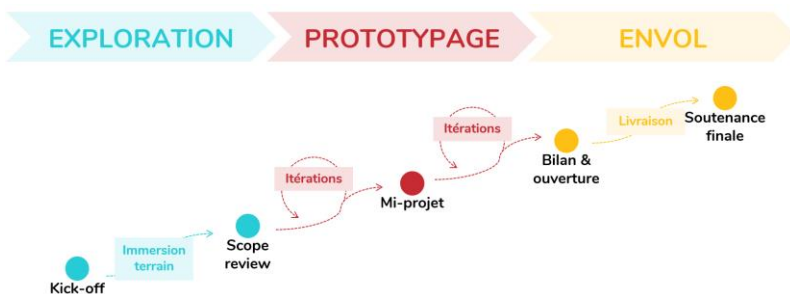 EXPLORATION
PROTOTYPAGE
ENVOL
Kick-off
Immersion
terrain
Scope
review
Itérations
Mi-projet
Itérations
Bilan &
ouverture
Livraison
Soutenance
finale